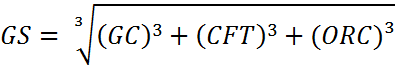 GS = ∛((GC)³ + (CFT)³ + (ORC)³)